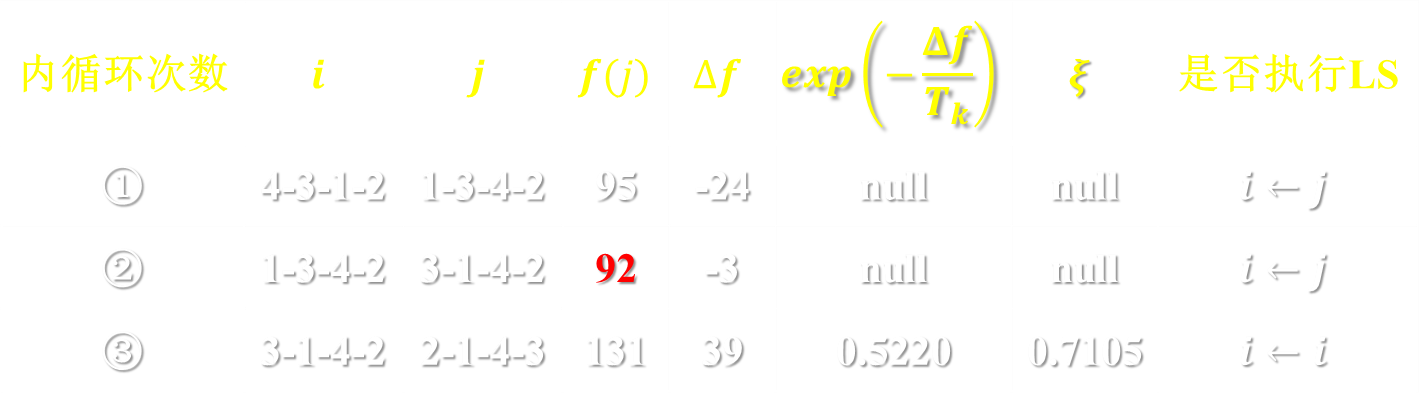 内循环次数 i j f(j) Δf exp(−Δf/T_k) ξ 是否执行LS
① 4-3-1-2 1-3-4-2 95 -24 null null i ← j
② 1-3-4-2 3-1-4-2 92 -3 null null i ← j
③ 3-1-4-2 2-1-4-3 131 39 0.5220 0.7105 i ← i